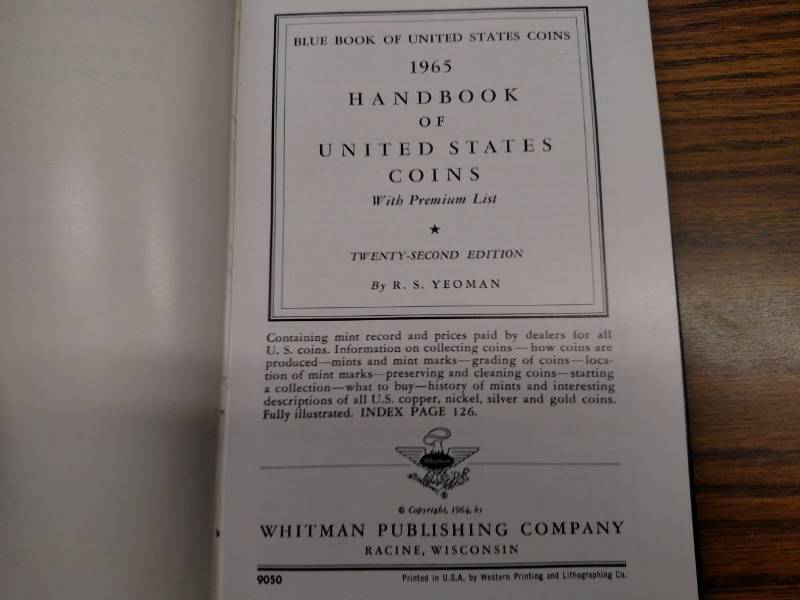 BLUE BOOK OF UNITED STATES COINS
1965
HANDBOOK
OF
UNITED STATES
COINS
With Premium List
★
TWENTY-SECOND EDITION
By R. S. YEOMAN
Containing mint record and prices paid by dealers for all
U. S. coins. Information on collecting coins—how coins are
produced—mints and mint marks—grading of coins—loca-
tion of mint marks—preserving and cleaning coins—starting
a collection—what to buy—history of mints and interesting
descriptions of all U.S. copper, nickel, silver and gold coins.
Fully illustrated. INDEX PAGE 126.
Whitman
®
© Copyright, 1964, by
WHITMAN PUBLISHING COMPANY
RACINE, WISCONSIN
9050 Printed in U.S.A. by Western Printing and Lithographing Co.